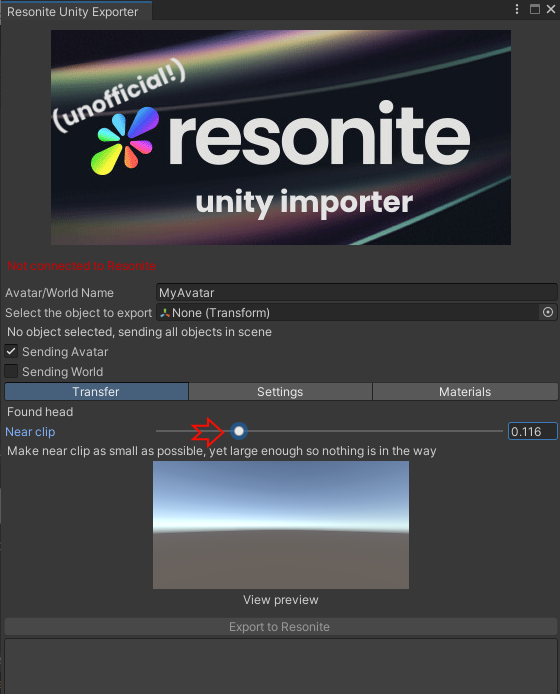 Resonite Unity Exporter
(unofficial!)
resonite
unity importer
Not connected to Resonite
Avatar/World Name
MyAvatar
Select the object to export
None (Transform)
No object selected, sending all objects in scene
Sending Avatar
Sending World
Transfer
Settings
Materials
Found head
Near clip
0.116
Make near clip as small as possible, yet large enough so nothing is in the way
View preview
Export to Resonite